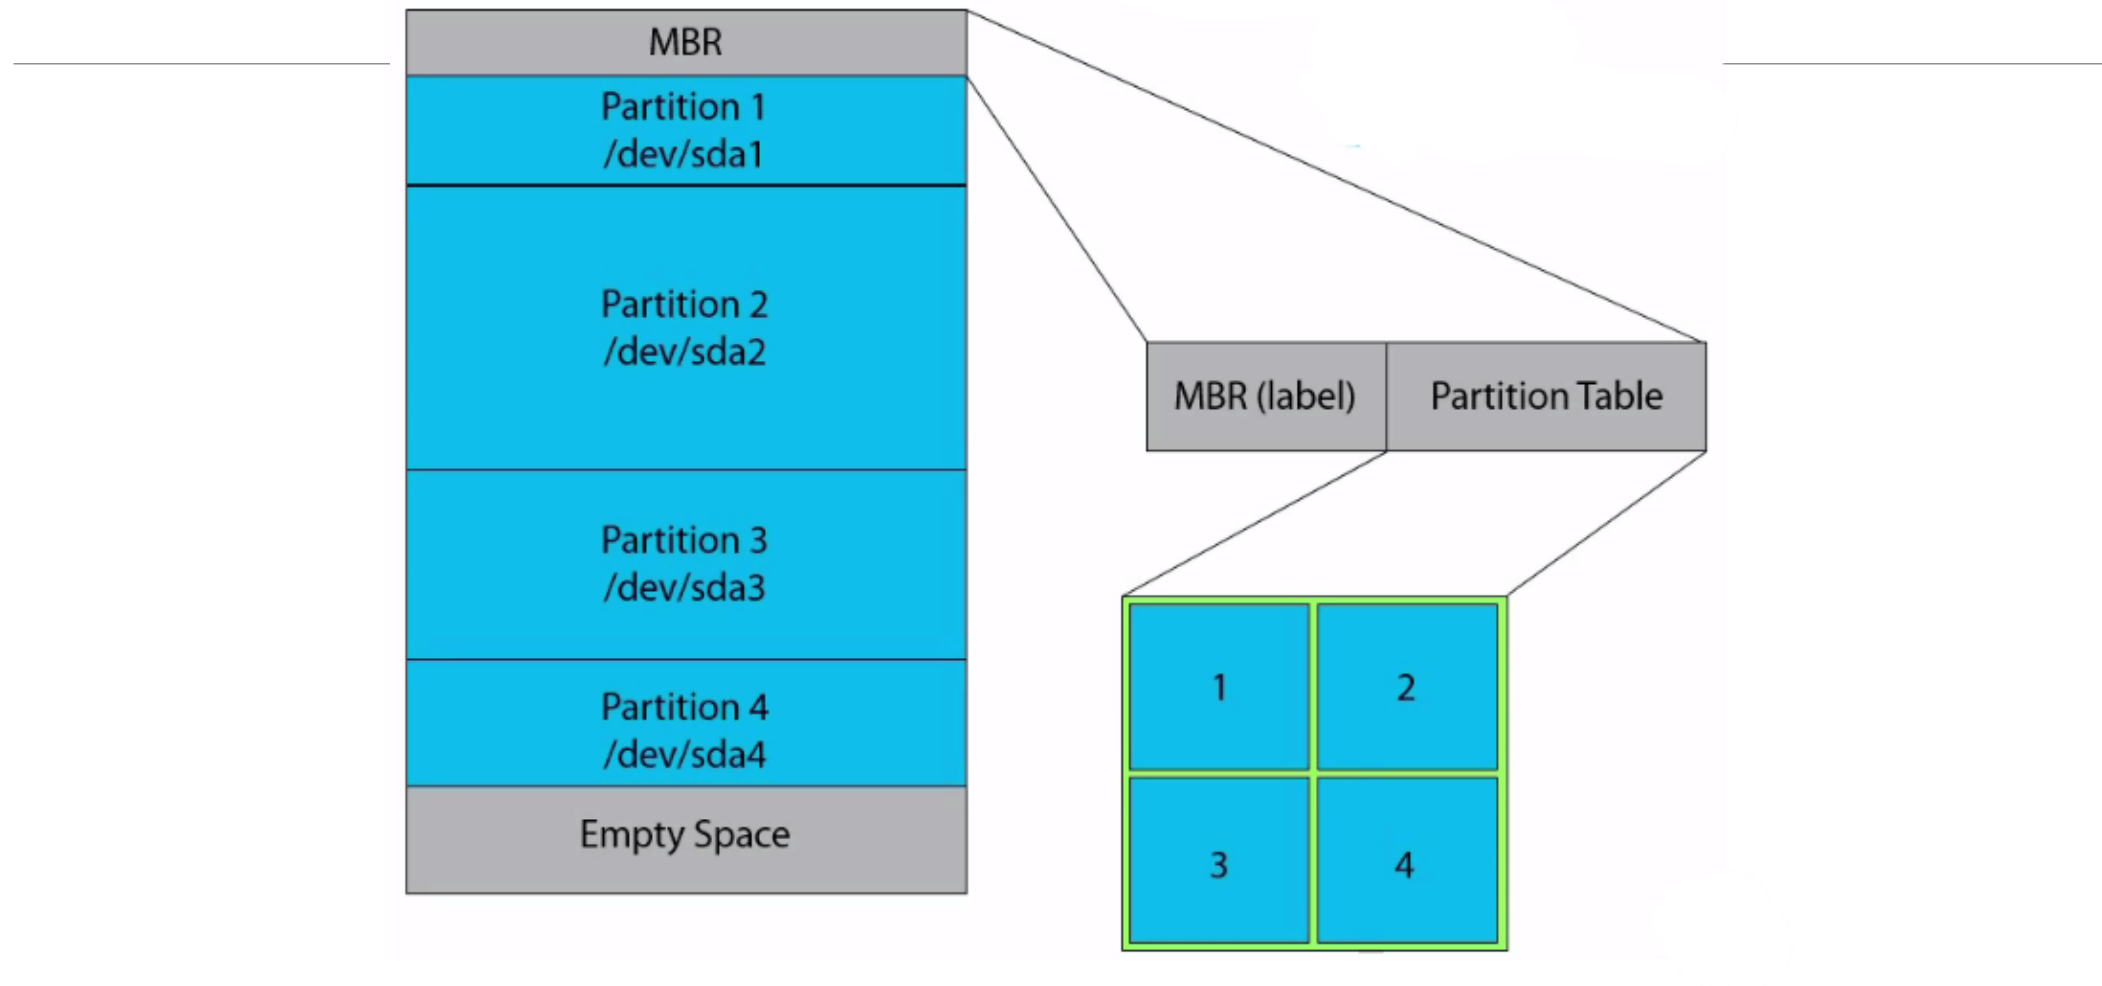 MBR
Partition 1
/dev/sda1
Partition 2
/dev/sda2
Partition 3
/dev/sda3
Partition 4
/dev/sda4
Empty Space
MBR (label)
Partition Table
1
2
3
4